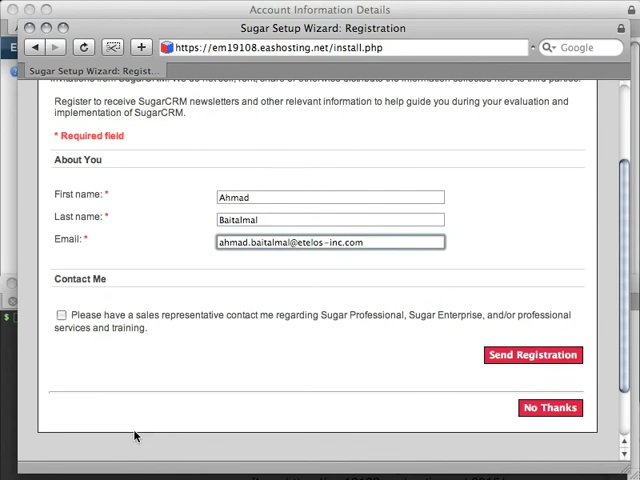 Account Information Details
Sugar Setup Wizard: Registration
https://em19108.eashosting.net/install.php
Google
Sugar Setup Wizard: Regist...
Register to receive SugarCRM newsletters and other relevant information to help guide you during your evaluation and
implementation of SugarCRM.
* Required field
About You
First name: *
Ahmad
Last name: *
Baitalmal
Email: *
ahmad.baitalmal@etelos-inc.com
Contact Me
Please have a sales representative contact me regarding Sugar Professional, Sugar Enterprise, and/or professional
services and training.
Send Registration
No Thanks
$